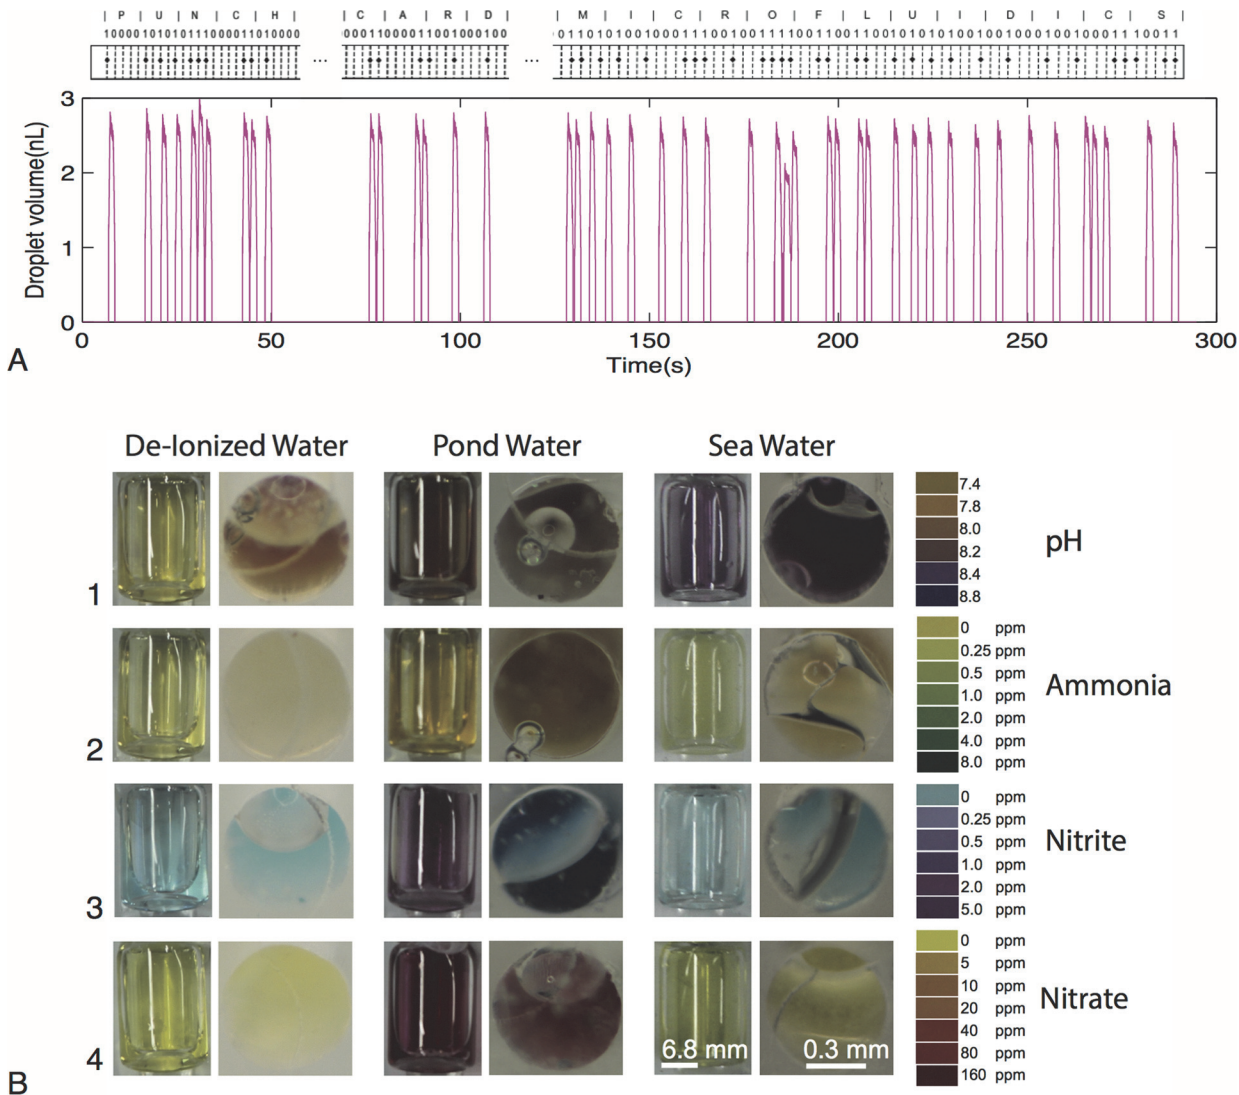 P U N C H
C A R D
M I C R O F L U I D I C S
... ...
Droplet volume(nL)
3
2
1
0
0 50 100 150 200 250 300
Time(s)
A
De-Ionized Water Pond Water Sea Water
1
7.4
7.8
8.0
8.2
8.4
8.8
pH
2
0 ppm
0.25 ppm
0.5 ppm
1.0 ppm
2.0 ppm
4.0 ppm
8.0 ppm
Ammonia
3
0 ppm
0.25 ppm
0.5 ppm
1.0 ppm
2.0 ppm
5.0 ppm
Nitrite
4
6.8 mm 0.3 mm
0 ppm
5 ppm
10 ppm
20 ppm
40 ppm
80 ppm
160 ppm
Nitrate
B